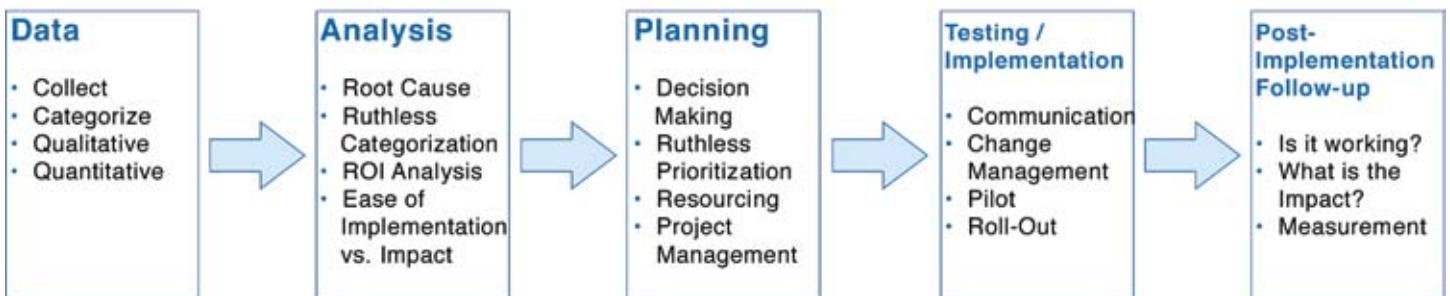 Data
• Collect
• Categorize
• Qualitative
• Quantitative
Analysis
• Root Cause
• Ruthless
Categorization
• ROI Analysis
• Ease of
Implementation
vs. Impact
Planning
• Decision
Making
• Ruthless
Prioritization
• Resourcing
• Project
Management
Testing /
Implementation
• Communication
• Change
Management
• Pilot
• Roll-Out
Post-
Implementation
Follow-up
• Is it working?
• What is the
Impact?
• Measurement